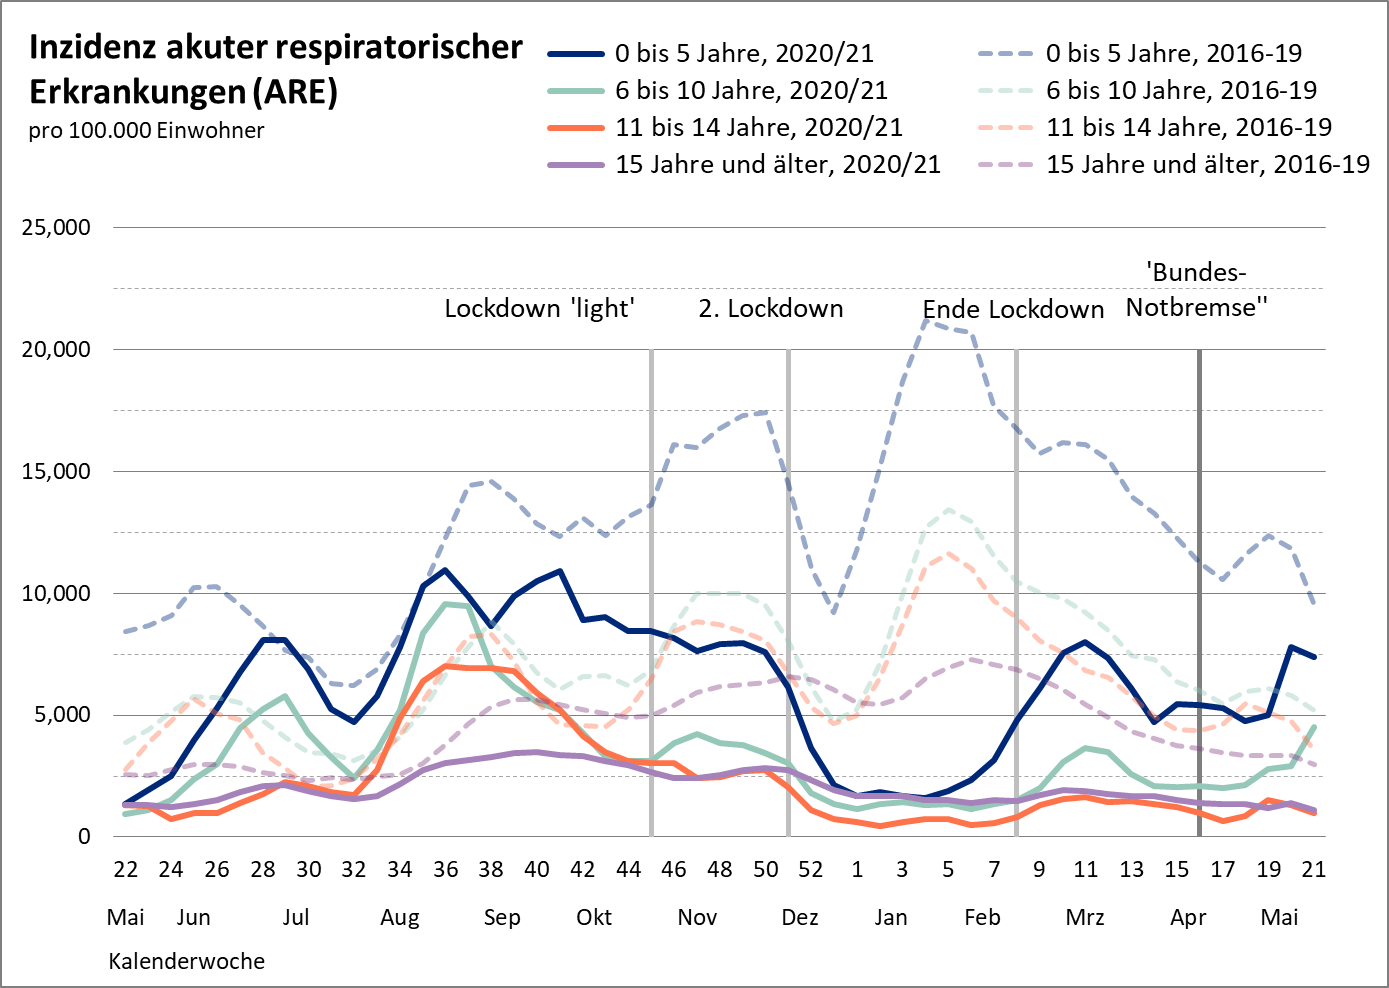 Inzidenz akuter respiratorischer
Erkrankungen (ARE)
pro 100.000 Einwohner
0 bis 5 Jahre, 2020/21
0 bis 5 Jahre, 2016-19
6 bis 10 Jahre, 2020/21
6 bis 10 Jahre, 2016-19
11 bis 14 Jahre, 2020/21
11 bis 14 Jahre, 2016-19
15 Jahre und älter, 2020/21
15 Jahre und älter, 2016-19
25,000
20,000
15,000
10,000
5,000
0
Lockdown 'light'
2. Lockdown
Ende Lockdown
'Bundes-
Notbremse''
22 24 26 28 30 32 34 36 38 40 42 44 46 48 50 52 1 3 5 7 9 11 13 15 17 19 21
Mai Jun Jul Aug Sep Okt Nov Dez Jan Feb Mrz Apr Mai
Kalenderwoche